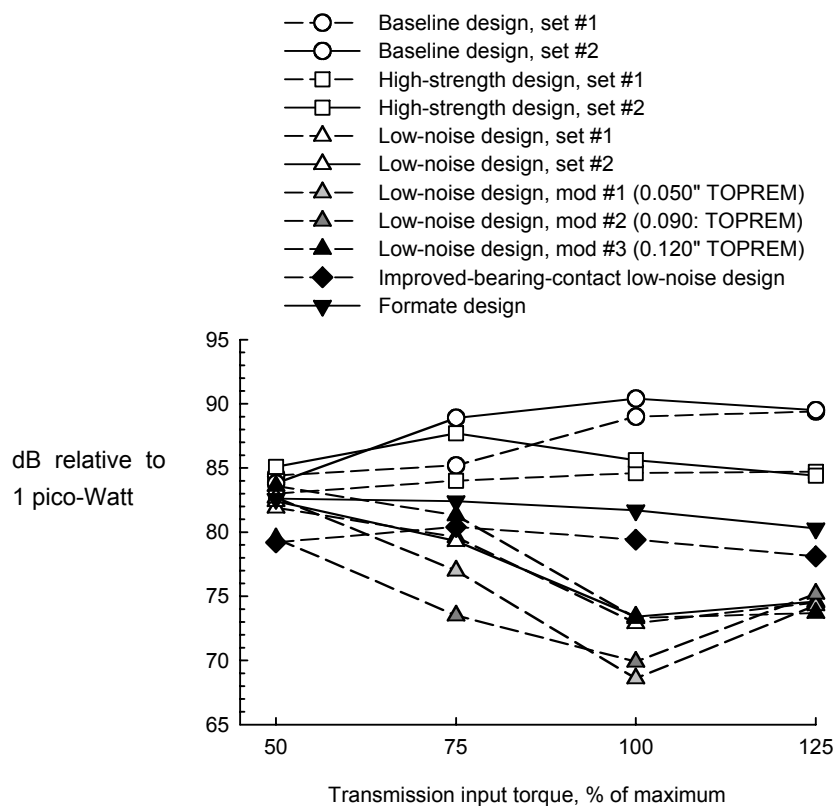 Baseline design, set #1
Baseline design, set #2
High-strength design, set #1
High-strength design, set #2
Low-noise design, set #1
Low-noise design, set #2
Low-noise design, mod #1 (0.050" TOPREM)
Low-noise design, mod #2 (0.090: TOPREM)
Low-noise design, mod #3 (0.120" TOPREM)
Improved-bearing-contact low-noise design
Formate design
95
90
85
80
75
70
65
dB relative to
1 pico-Watt
50 75 100 125
Transmission input torque, % of maximum